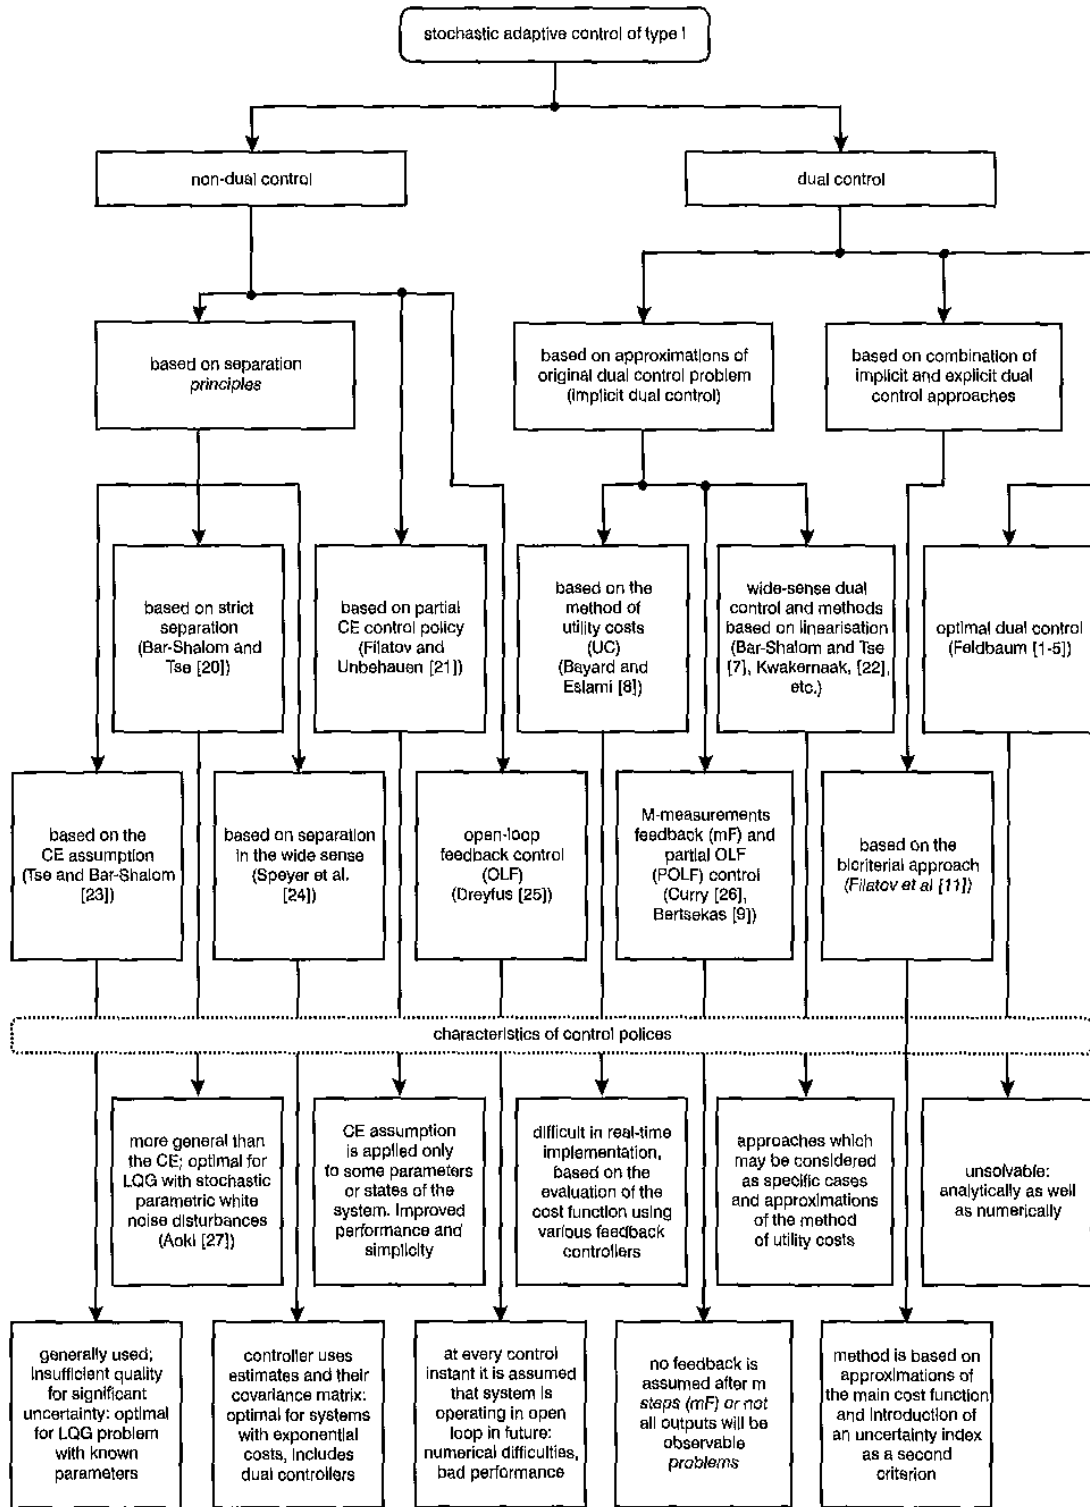 stochastic adaptive control of type I
non-dual control
dual control
based on separation
principles
based on approximations of
original dual control problem
(implicit dual control)
based on combination of
implicit and explicit dual
control approaches
based on strict
separation
(Bar-Shalom and
Tse [20])
based on partial
CE control policy
(Filatov and
Unbehauen [21])
based on the
method of
utility costs
(UC)
(Bayard and
Eslami [8])
wide-sense dual
control and methods
based on linearisation
(Bar-Shalom and Tse
[7], Kwakernaak, [22],
etc.)
optimal dual control
(Feldbaum [1-5])
based on the
CE assumption
(Tse and Bar-Shalom
[23])
based on separation
in the wide sense
(Speyer et al.
[24])
open-loop
feedback control
(OLF)
(Dreyfus [25])
M-measurements
feedback (mF) and
partial OLF
(POLF) control
(Curry [26],
Bertsekas [9])
based on the
bicriterial approach
(Filatov et al [11])
characteristics of control polices
more general than
the CE; optimal for
LQG with stochastic
parametric white
noise disturbances
(Aoki [27])
CE assumption
is applied only
to some parameters
or states of the
system. Improved
performance and
simplicity
difficult in real-time
implementation,
based on the
evaluation of the
cost function using
various feedback
controllers
approaches which
may be considered
as specific cases
and approximations
of the method
of utility costs
unsolvable:
analytically as well
as numerically
generally used;
insufficient quality
for significant
uncertainty: optimal
for LQG problem
with known
parameters
controller uses
estimates and their
covariance matrix:
optimal for systems
with exponential
costs, includes
dual controllers
at every control
instant it is assumed
that system is
operating in open
loop in future:
numerical difficulties,
bad performance
no feedback is
assumed after m
steps (mF) or not
all outputs will be
observable
problems
method is based on
approximations of
the main cost function
and introduction of
an uncertainty index
as a second
criterion